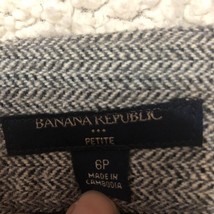 BANANA REPUBLIC
PETITE
6P
MADE IN
CAMBODIA